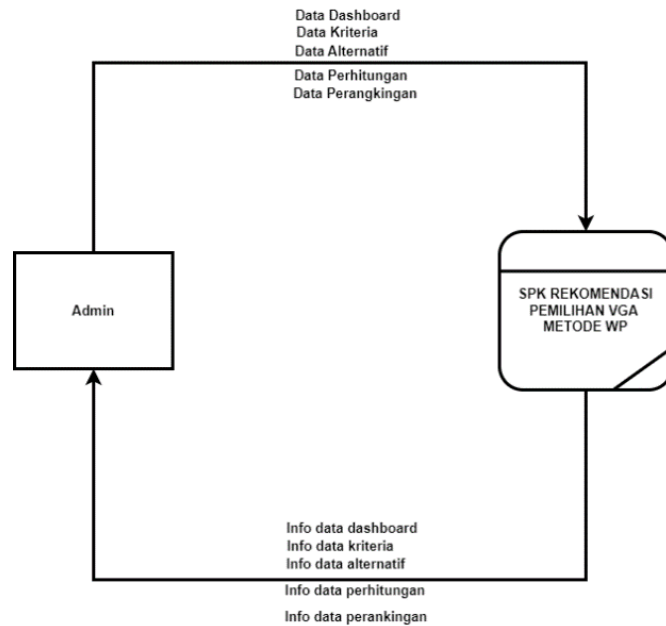 Data Dashboard
Data Kriteria
Data Alternatif
Data Perhitungan
Data Perangkingan
Admin
SPK REKOMENDASI
PEMILIHAN VGA
METODE WP
Info data dashboard
Info data kriteria
Info data alternatif
Info data perhitungan
Info data perankingan